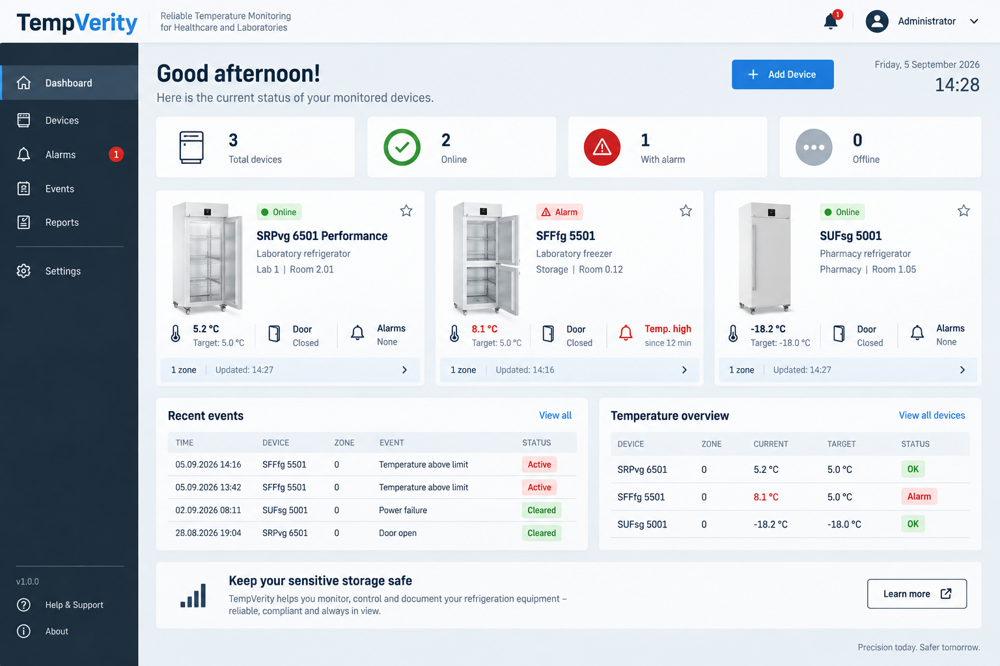 TempVerity
Reliable Temperature Monitoring
for Healthcare and Laboratories
1
Administrator
Dashboard
Devices
Alarms
1
Events
Reports
Settings
v1.0.0
Help & Support
About
Good afternoon!
Here is the current status of your monitored devices.
+ Add Device
Friday, 5 September 2026
14:28
3
Total devices
2
Online
1
With alarm
0
Offline
Online
SRPvg 6501 Performance
Laboratory refrigerator
Lab 1 | Room 2.01
5.2 °C
Target: 5.0 °C
Door
Closed
Alarms
None
1 zone
Updated: 14:27
Alarm
SFFfg 5501
Laboratory freezer
Storage | Room 0.12
8.1 °C
Target: 5.0 °C
Door
Closed
Temp. high
since 12 min
1 zone
Updated: 14:16
Online
SUFsg 5001
Pharmacy refrigerator
Pharmacy | Room 1.05
-18.2 °C
Target: -18.0 °C
Door
Closed
Alarms
None
1 zone
Updated: 14:27
Recent events
View all
TIME DEVICE ZONE EVENT STATUS
05.09.2026 14:16 SFFfg 5501 0 Temperature above limit Active
05.09.2026 13:42 SFFfg 5501 0 Temperature above limit Active
02.09.2026 08:11 SUFsg 5001 0 Power failure Cleared
28.08.2026 19:04 SRPvg 6501 0 Door open Cleared
Temperature overview
View all devices
DEVICE ZONE CURRENT TARGET STATUS
SRPvg 6501 0 5.2 °C 5.0 °C OK
SFFfg 5501 0 8.1 °C 5.0 °C Alarm
SUFsg 5001 0 -18.2 °C -18.0 °C OK
Keep your sensitive storage safe
TempVerity helps you monitor, control and document your refrigeration equipment –
reliable, compliant and always in view.
Learn more
Precision today. Safer tomorrow.